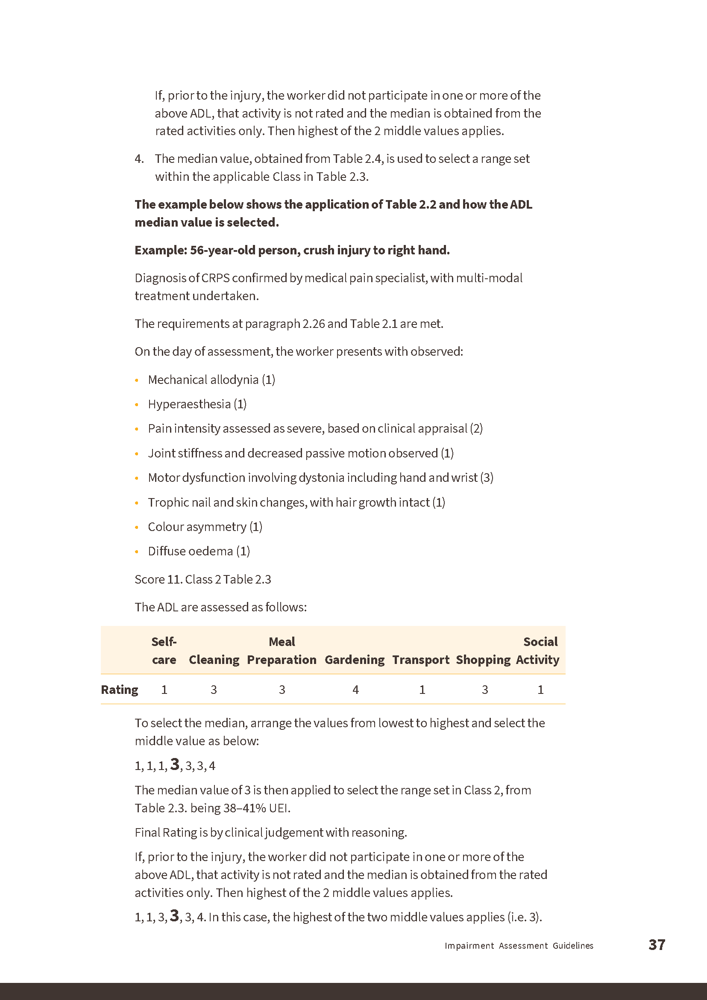 If, prior to the injury, the worker did not participate in one or more of the
above ADL, that activity is not rated and the median is obtained from the
rated activities only. Then highest of the 2 middle values applies.
4. The median value, obtained from Table 2.4, is used to select a range set
within the applicable Class in Table 2.3.
The example below shows the application of Table 2.2 and how the ADL
median value is selected.
Example: 56-year-old person, crush injury to right hand.
Diagnosis of CRPS confirmed by medical pain specialist, with multi-modal
treatment undertaken.
The requirements at paragraph 2.26 and Table 2.1 are met.
On the day of assessment, the worker presents with observed:
• Mechanical allodynia (1)
• Hyperaesthesia (1)
• Pain intensity assessed as severe, based on clinical appraisal (2)
• Joint stiffness and decreased passive motion observed (1)
• Motor dysfunction involving dystonia including hand and wrist (3)
• Trophic nail and skin changes, with hair growth intact (1)
• Colour asymmetry (1)
• Diffuse oedema (1)
Score 11. Class 2 Table 2.3
The ADL are assessed as follows:
Self- Meal Social
care Cleaning Preparation Gardening Transport Shopping Activity
Rating 1 3 3 4 1 3 1
To select the median, arrange the values from lowest to highest and select the
middle value as below:
1, 1, 1, 3, 3, 3, 4
The median value of 3 is then applied to select the range set in Class 2, from
Table 2.3. being 38–41% UEI.
Final Rating is by clinical judgement with reasoning.
If, prior to the injury, the worker did not participate in one or more of the
above ADL, that activity is not rated and the median is obtained from the rated
activities only. Then highest of the 2 middle values applies.
1, 1, 3, 3, 3, 4. In this case, the highest of the two middle values applies (i.e. 3).
Impairment Assessment Guidelines 37